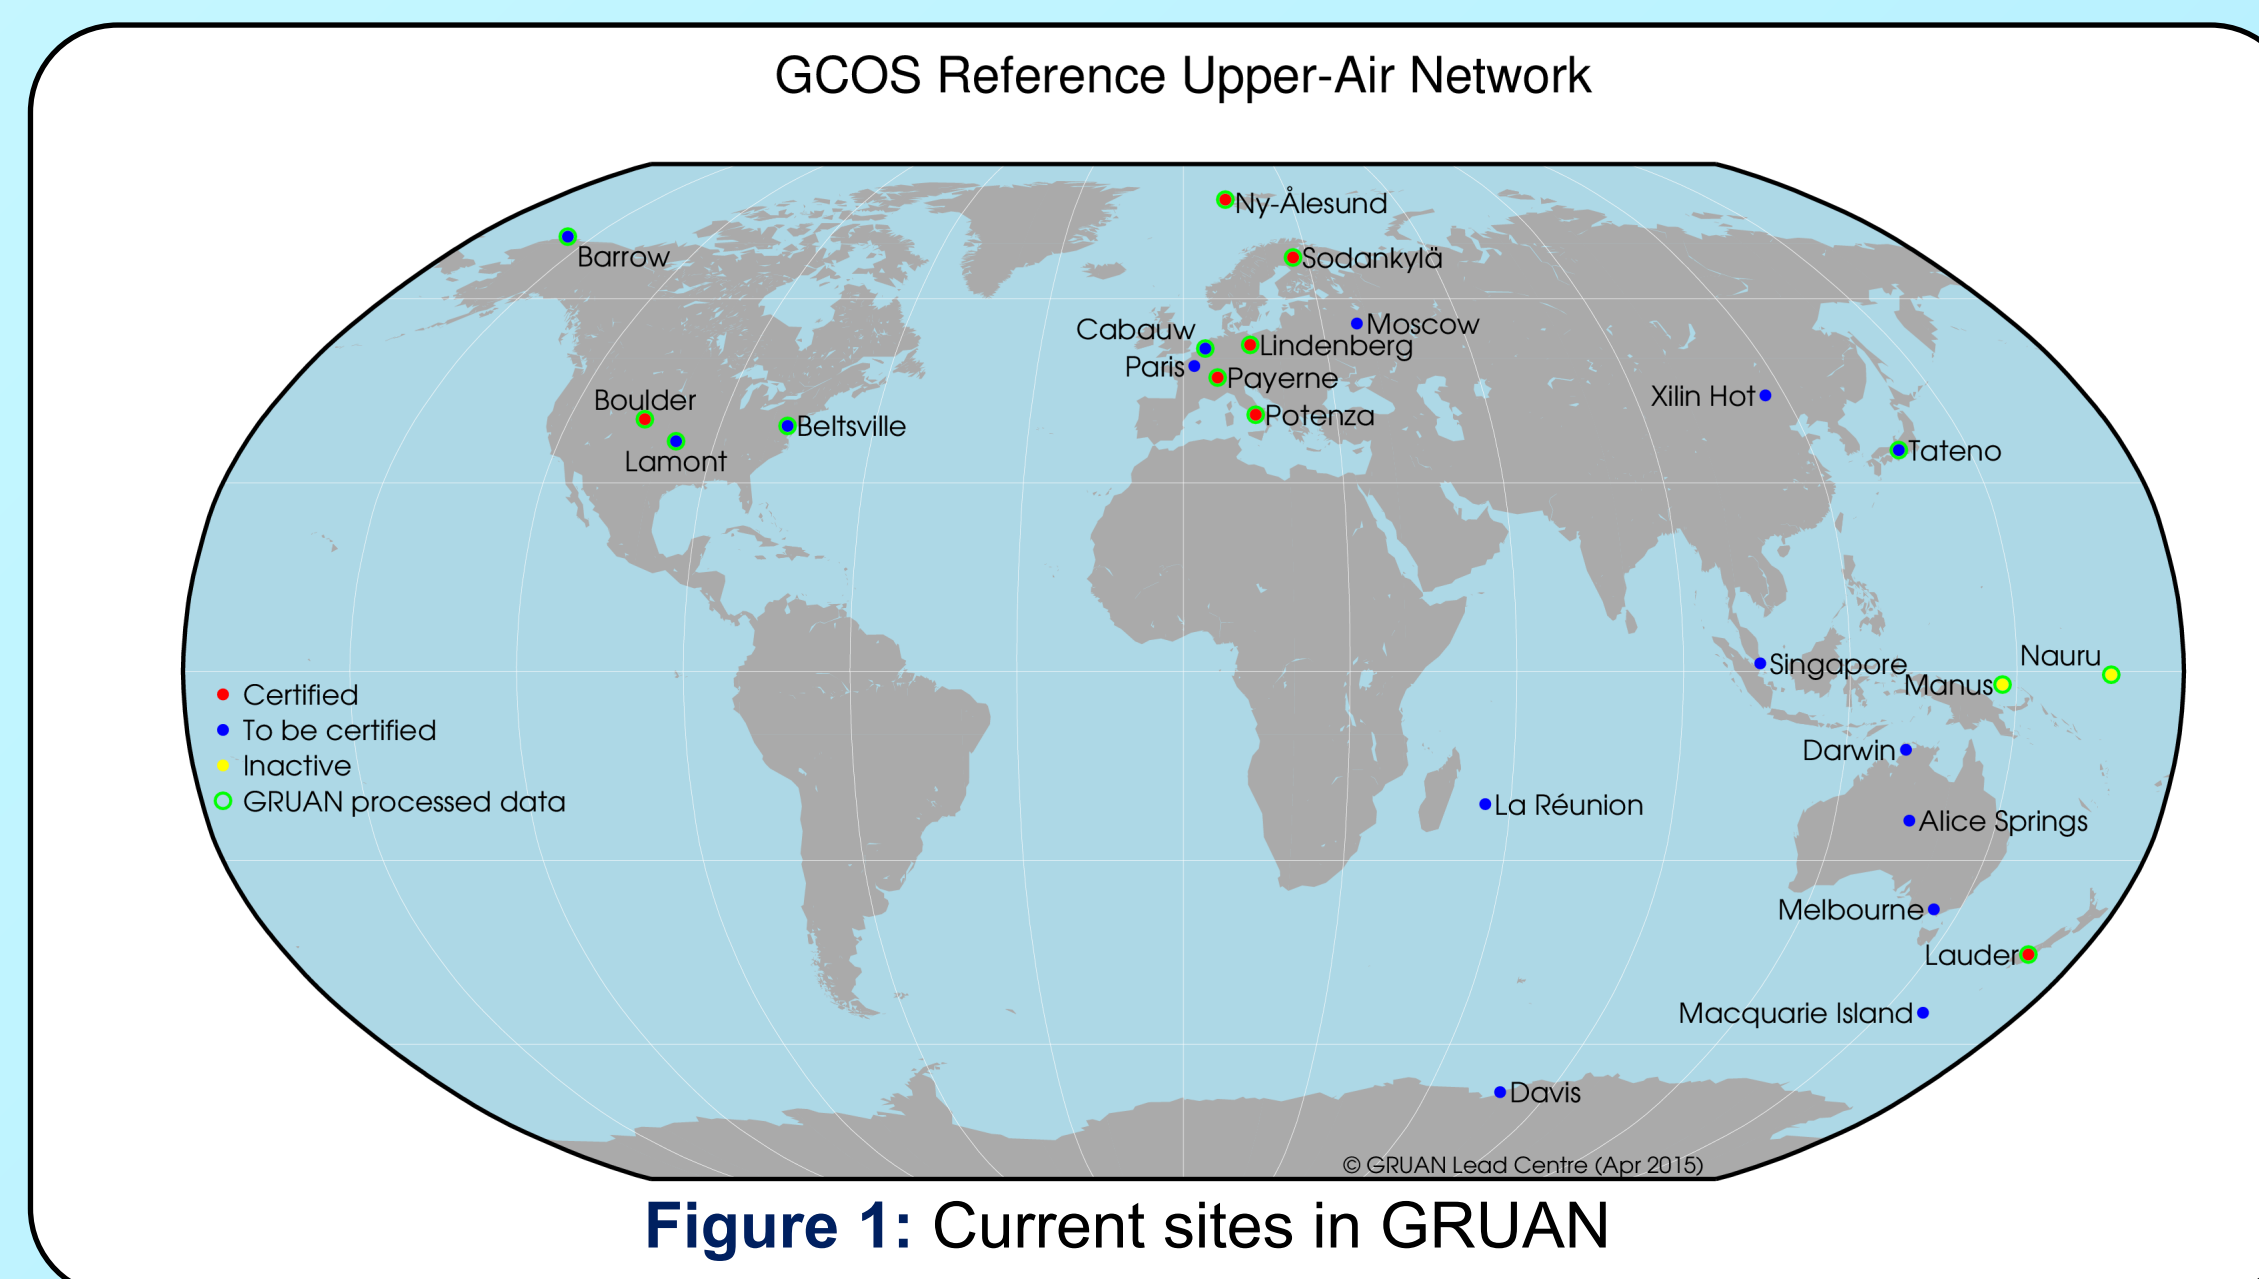 GCOS Reference Upper-Air Network
Ny-Ålesund
Barrow
Sodankylä
Cabauw
Moscow
Lindenberg
Paris
Payerne
Xilin Hot
Boulder
Potenza
Beltsville
Lamont
Tateno
Nauru
Singapore
Manus
Certified
To be certified
Inactive
GRUAN processed data
Darwin
La Réunion
Alice Springs
Melbourne
Lauder
Macquarie Island
Davis
© GRUAN Lead Centre (Apr 2015)
Figure 1: Current sites in GRUAN